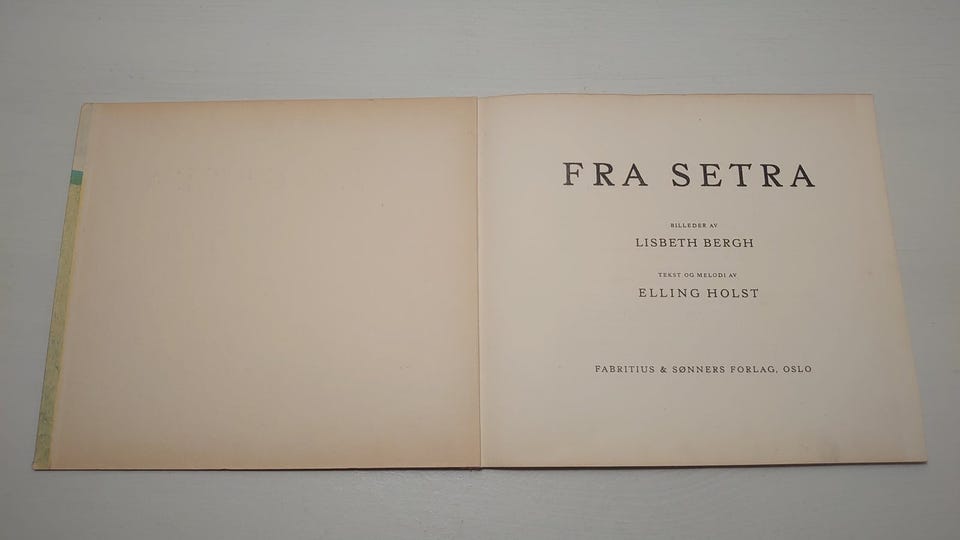 FRA SETRA
BILLEDER AV
LISBETH BERGH
TEKST OG MELODI AV
ELLING HOLST
FABRITIUS & SØNNERS FORLAG, OSLO